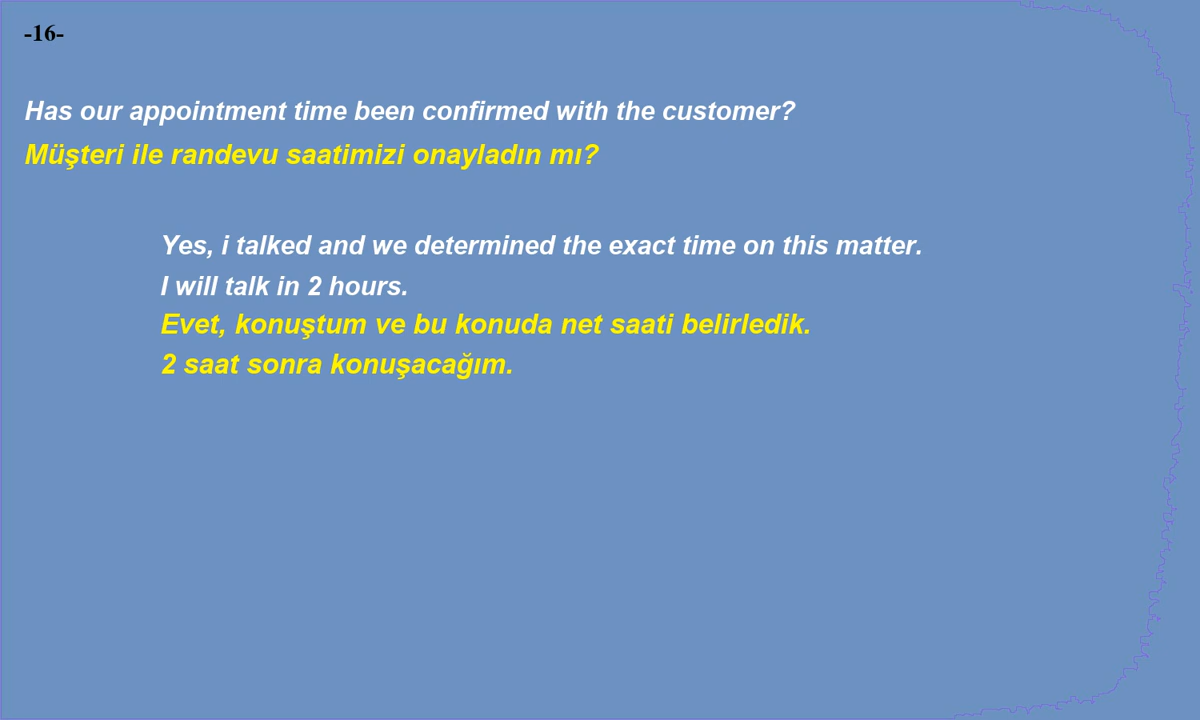 -16-
Has our appointment time been confirmed with the customer?
Müşteri ile randevu saatimizi onayladın mı?
Yes, i talked and we determined the exact time on this matter.
I will talk in 2 hours.
Evet, konuştum ve bu konuda net saati belirledik.
2 saat sonra konuşacağım.